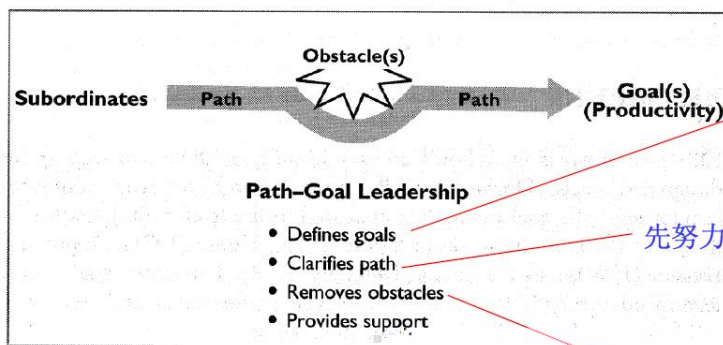 Obstacle(s)
Subordinates
Path
Path
Goal(s)
(Productivity)
Path–Goal Leadership
• Defines goals
• Clarifies path
• Removes obstacles
• Provides support
先努力